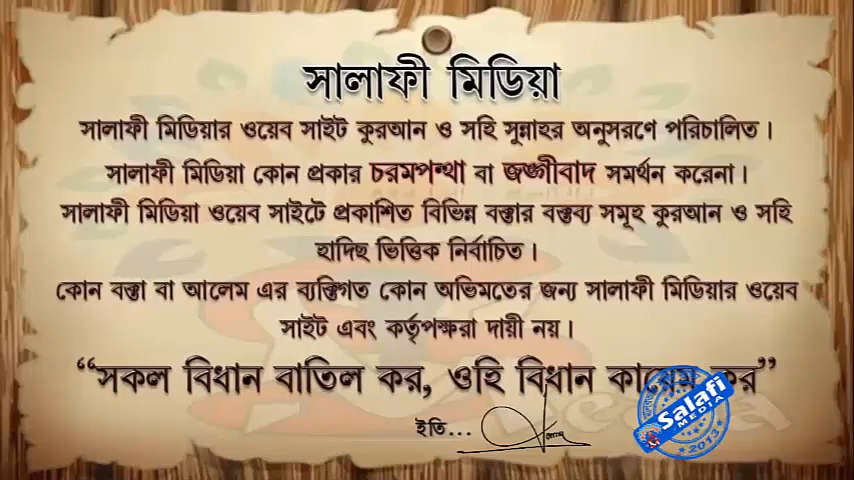 সালাফী মিডিয়া
সালাফী মিডিয়ার ওয়েব সাইট কুরআন ও সহি সুন্নাহর অনুসরণে পরিচালিত।
সালাফী মিডিয়া কোন প্রকার চরমপন্থা বা জঙ্গীবাদ সমর্থন করেনা।
সালাফী মিডিয়া ওয়েব সাইটে প্রকাশিত বিভিন্ন বক্তার বক্তব্য সমূহ কুরআন ও সহি
হাদিছ ভিত্তিক নির্বাচিত।
কোন বক্তা বা আলেম এর ব্যক্তিগত কোন অভিমতের জন্য সালাফী মিডিয়ার ওয়েব
সাইট এবং কর্তৃপক্ষরা দায়ী নয়।
“সকল বিধান বাতিল কর, ওহি বিধান কায়েম কর”
ইতি...
Salafi
MEDIA
2013